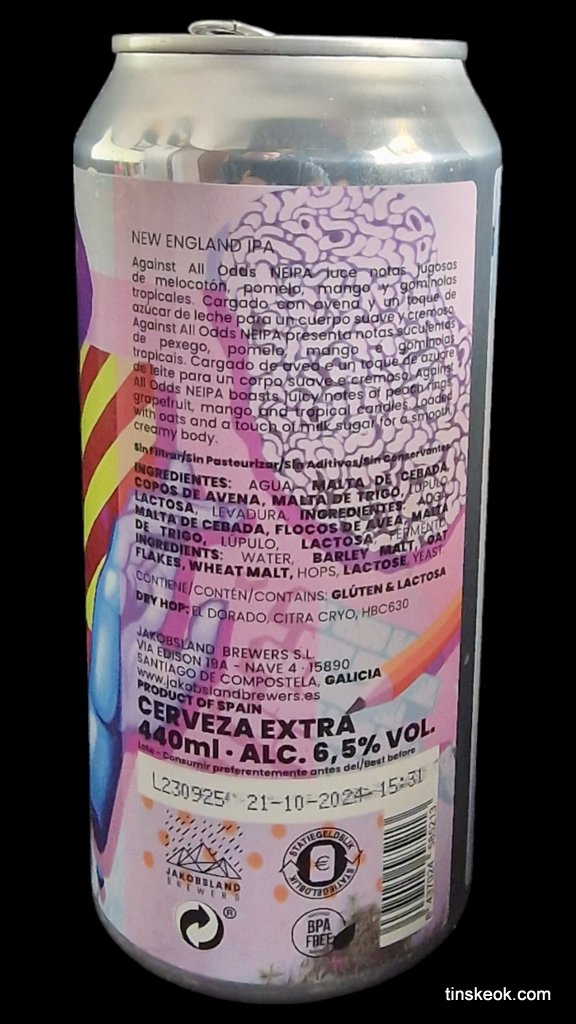 NEW ENGLAND IPA
Against All Odds NEIPA luce notas jugosas
de melocotón, pomelo, mango y gominolas
tropicales. Cargado con avena y un toque de
azúcar de leche para un cuerpo suave y cremoso
Against All Odds NEIPA presenta notas suculentas
de pexego, pomelo, mango e gominolas
tropicais. Cargado de avea e un toque de azucre
de leite para un corpo suave e cremoso. Against
All Odds NEIPA boasts juicy notes of peach rings,
grapefruit, mango and tropical candies. Loaded
with oats and a touch of milk sugar for a smooth,
creamy body.
Sin Filtrar/Sin Pasteurizar/Sin Aditivos/Sin Conservantes
INGREDIENTES: AGUA, MALTA DE CEBADA,
COPOS DE AVENA, MALTA DE TRIGO, LÚPULO,
LACTOSA, LEVADURA. INGREDIENTES: AGUA,
MALTA DE CEBADA, FLOCOS DE AVEA, MALTA
DE TRIGO, LÚPULO, LACTOSA, FERMENTO.
INGREDIENTS: WATER, BARLEY MALT, OAT
FLAKES, WHEAT MALT, HOPS, LACTOSE, YEAST.
CONTIENE/CONTÉN/CONTAINS: GLÚTEN & LACTOSA
DRY HOP: EL DORADO, CITRA CRYO, HBC630
JAKOBSLAND BREWERS S.L.
VIA EDISON 19A - NAVE 4 · 15890
SANTIAGO DE COMPOSTELA, GALICIA
www.jakobslandbrewers.es
PRODUCT OF SPAIN
CERVEZA EXTRA
440ml · ALC. 6,5% VOL.
Lote - Consumir preferentemente antes del/Best before
L230925 21-10-2024 15:31
JAKOBSLAND
BREWERS
STATIEGELDBLIK
€
STATIEGELDBLIK
®
BPA
FREE
tinskeok.com